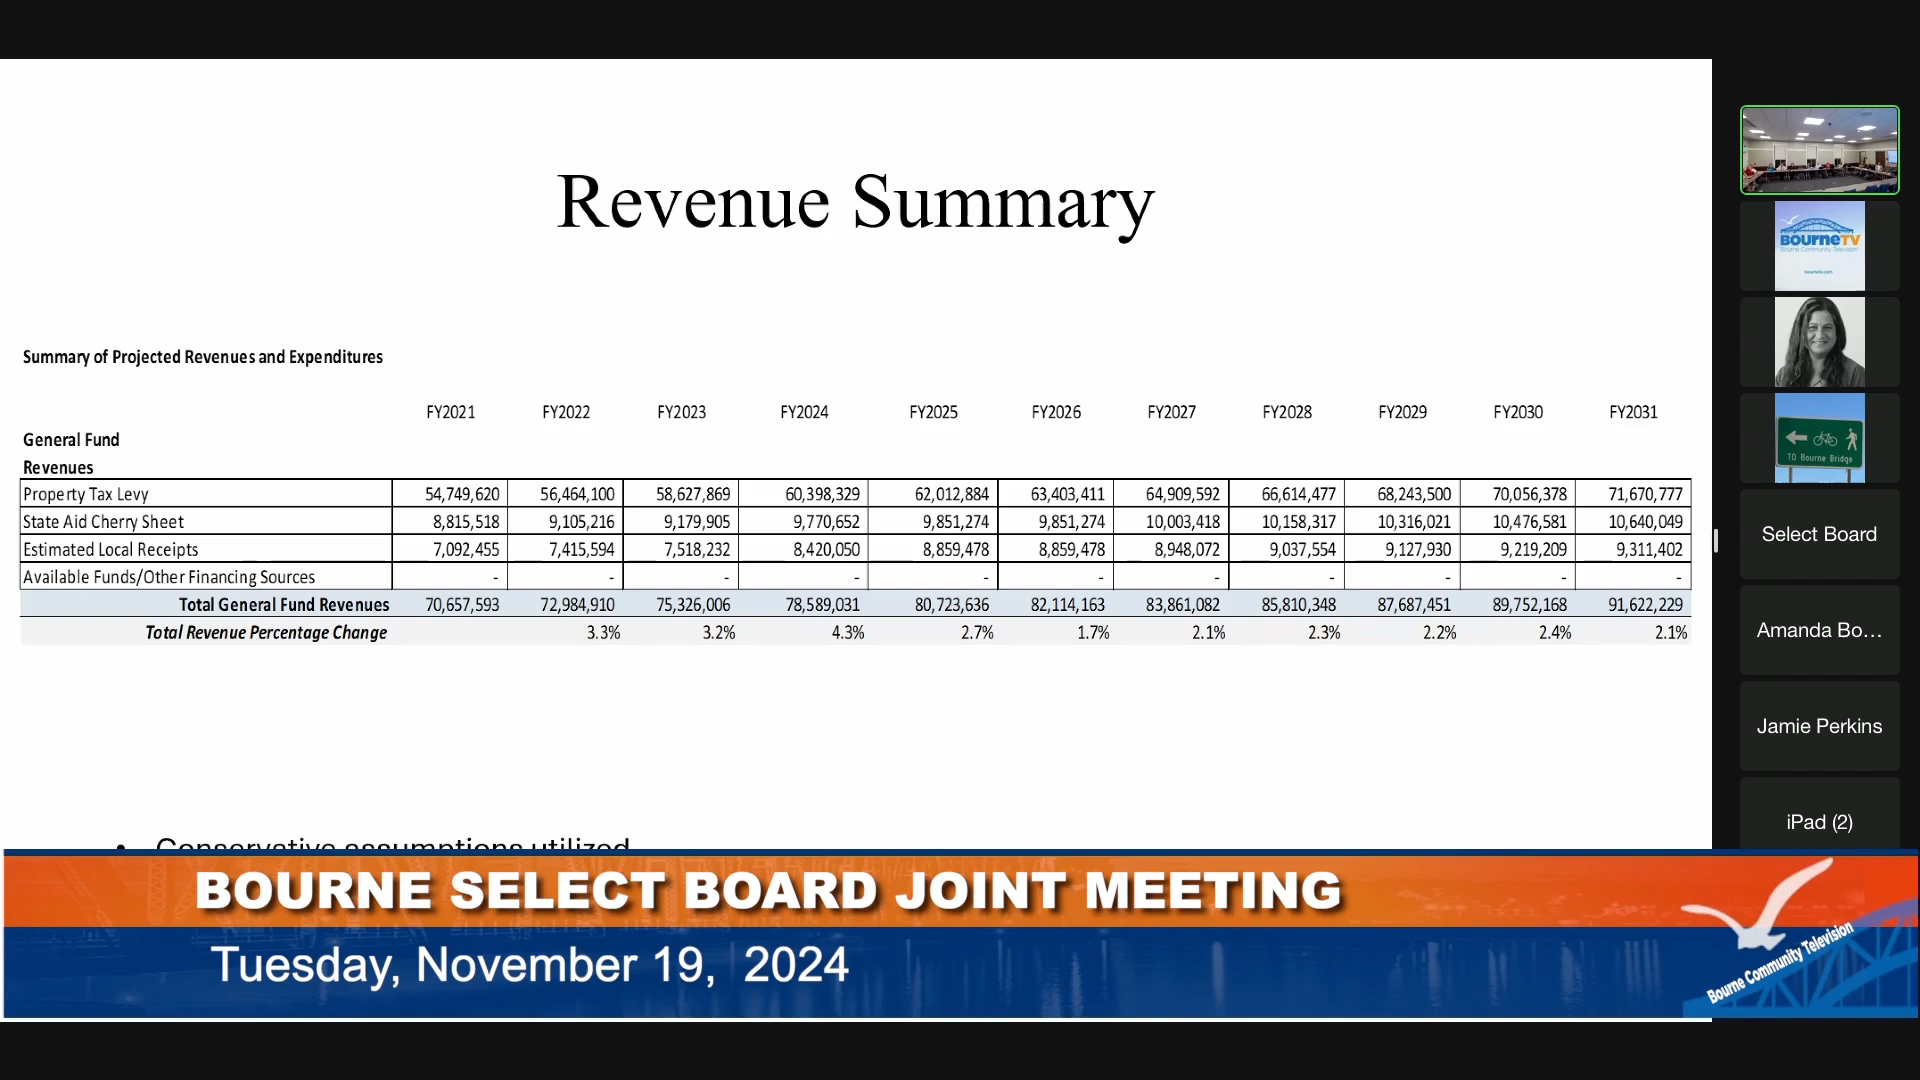 Revenue Summary
Summary of Projected Revenues and Expenditures
FY2021 FY2022 FY2023 FY2024 FY2025 FY2026 FY2027 FY2028 FY2029 FY2030 FY2031
General Fund
Revenues
Property Tax Levy 54,749,620 56,464,100 58,627,869 60,398,329 62,012,884 63,403,411 64,909,592 66,614,477 68,243,500 70,056,378 71,670,777
State Aid Cherry Sheet 8,815,518 9,105,216 9,179,905 9,770,652 9,851,274 9,851,274 10,003,418 10,158,317 10,316,021 10,476,581 10,640,049
Estimated Local Receipts 7,092,455 7,415,594 7,518,232 8,420,050 8,859,478 8,859,478 8,948,072 9,037,554 9,127,930 9,219,209 9,311,402
Available Funds/Other Financing Sources - - - - - - - - - - -
Total General Fund Revenues 70,657,593 72,984,910 75,326,006 78,589,031 80,723,636 82,114,163 83,861,082 85,810,348 87,687,451 89,752,168 91,622,229
Total Revenue Percentage Change 3.3% 3.2% 4.3% 2.7% 1.7% 2.1% 2.3% 2.2% 2.4% 2.1%
• Conservative assumptions utilized
BOURNE SELECT BOARD JOINT MEETING
Tuesday, November 19, 2024
Bourne Community Television
BOURNETV
Bourne Community Television
TO Bourne Bridge
Select Board
Amanda Bo...
Jamie Perkins
iPad (2)